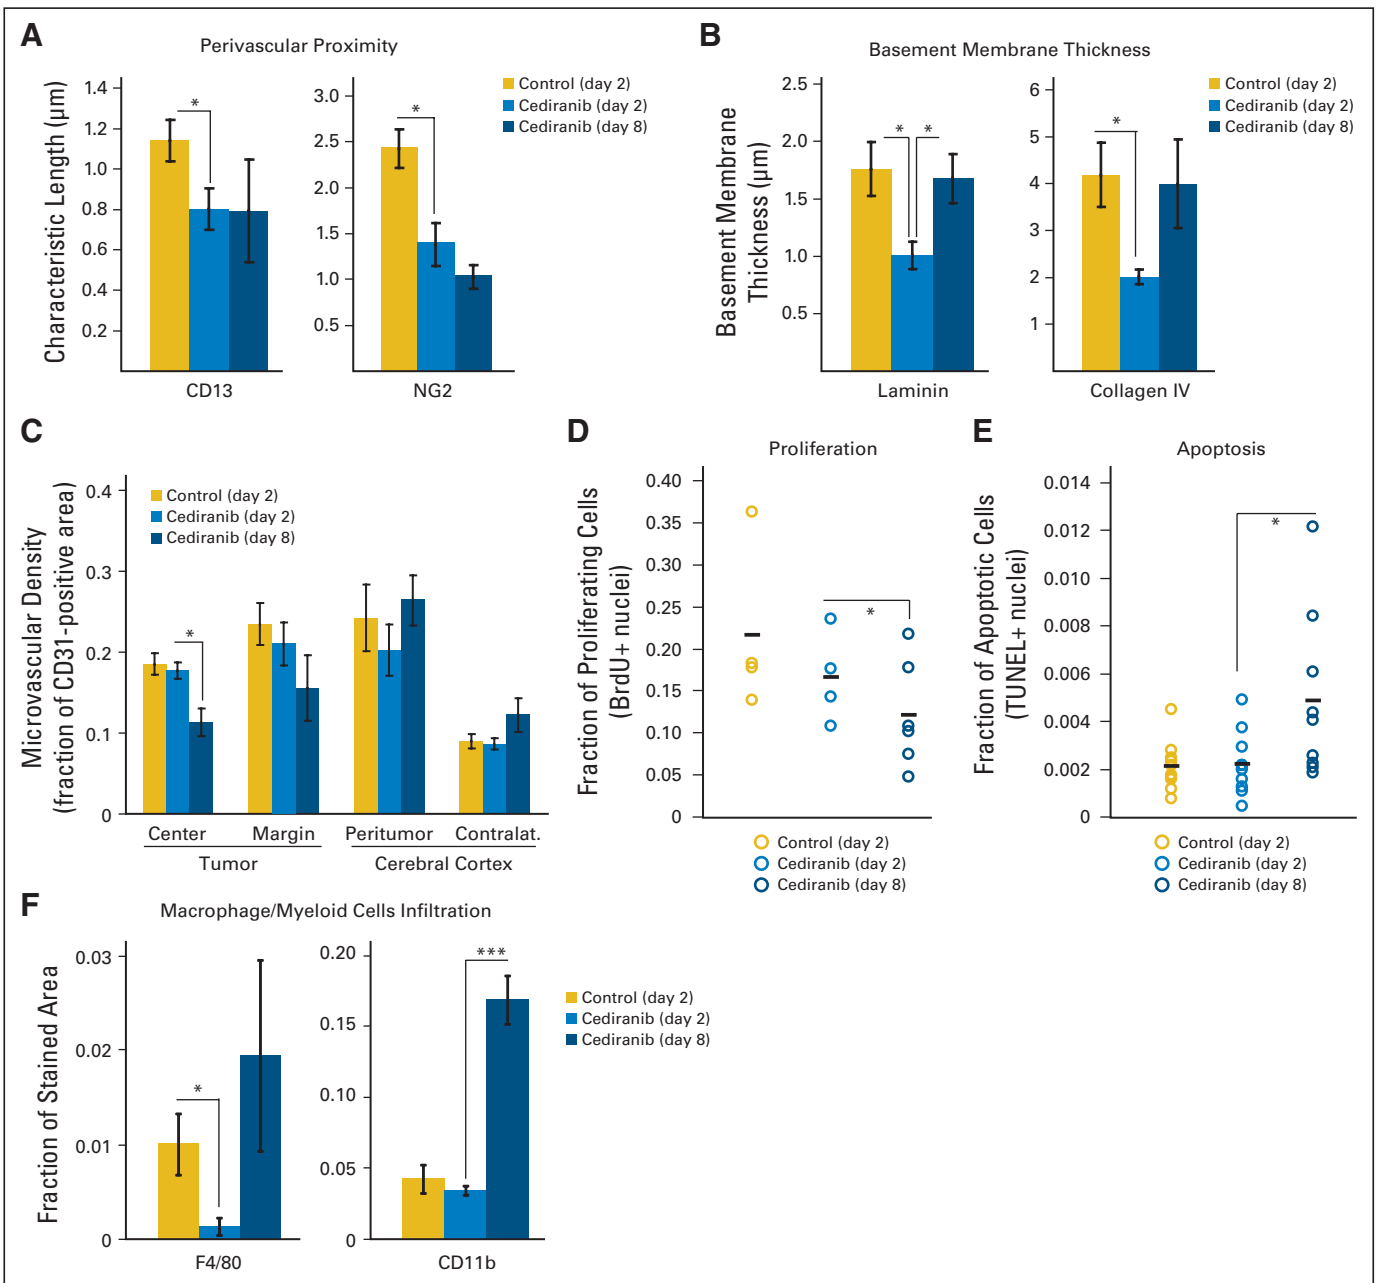 A
Perivascular Proximity
Characteristic Length (µm)
1.4
1.2
1.0
0.8
0.6
0.4
0.2
*
CD13
3.0
2.5
2.0
1.5
1.0
0.5
*
NG2
Control (day 2)
Cediranib (day 2)
Cediranib (day 8)
B
Basement Membrane Thickness
Basement Membrane
Thickness (µm)
2.5
2.0
1.5
1.0
0.5
* *
Laminin
6
5
4
3
2
1
*
Collagen IV
Control (day 2)
Cediranib (day 2)
Cediranib (day 8)
C
Microvascular Density
(fraction of CD31-positive area)
0.4
0.3
0.2
0.1
0
Control (day 2)
Cediranib (day 2)
Cediranib (day 8)
*
Center Margin Peritumor Contralat.
Tumor Cerebral Cortex
D
Proliferation
Fraction of Proliferating Cells
(BrdU+ nuclei)
0.40
0.35
0.30
0.25
0.20
0.15
0.10
0.05
0
*
Control (day 2)
Cediranib (day 2)
Cediranib (day 8)
E
Apoptosis
Fraction of Apoptotic Cells
(TUNEL+ nuclei)
0.014
0.012
0.010
0.008
0.006
0.004
0.002
0
*
Control (day 2)
Cediranib (day 2)
Cediranib (day 8)
F
Macrophage/Myeloid Cells Infiltration
Fraction of Stained Area
0.03
0.02
0.01
0
*
F4/80
0.20
0.15
0.10
0.05
0
***
CD11b
Control (day 2)
Cediranib (day 2)
Cediranib (day 8)